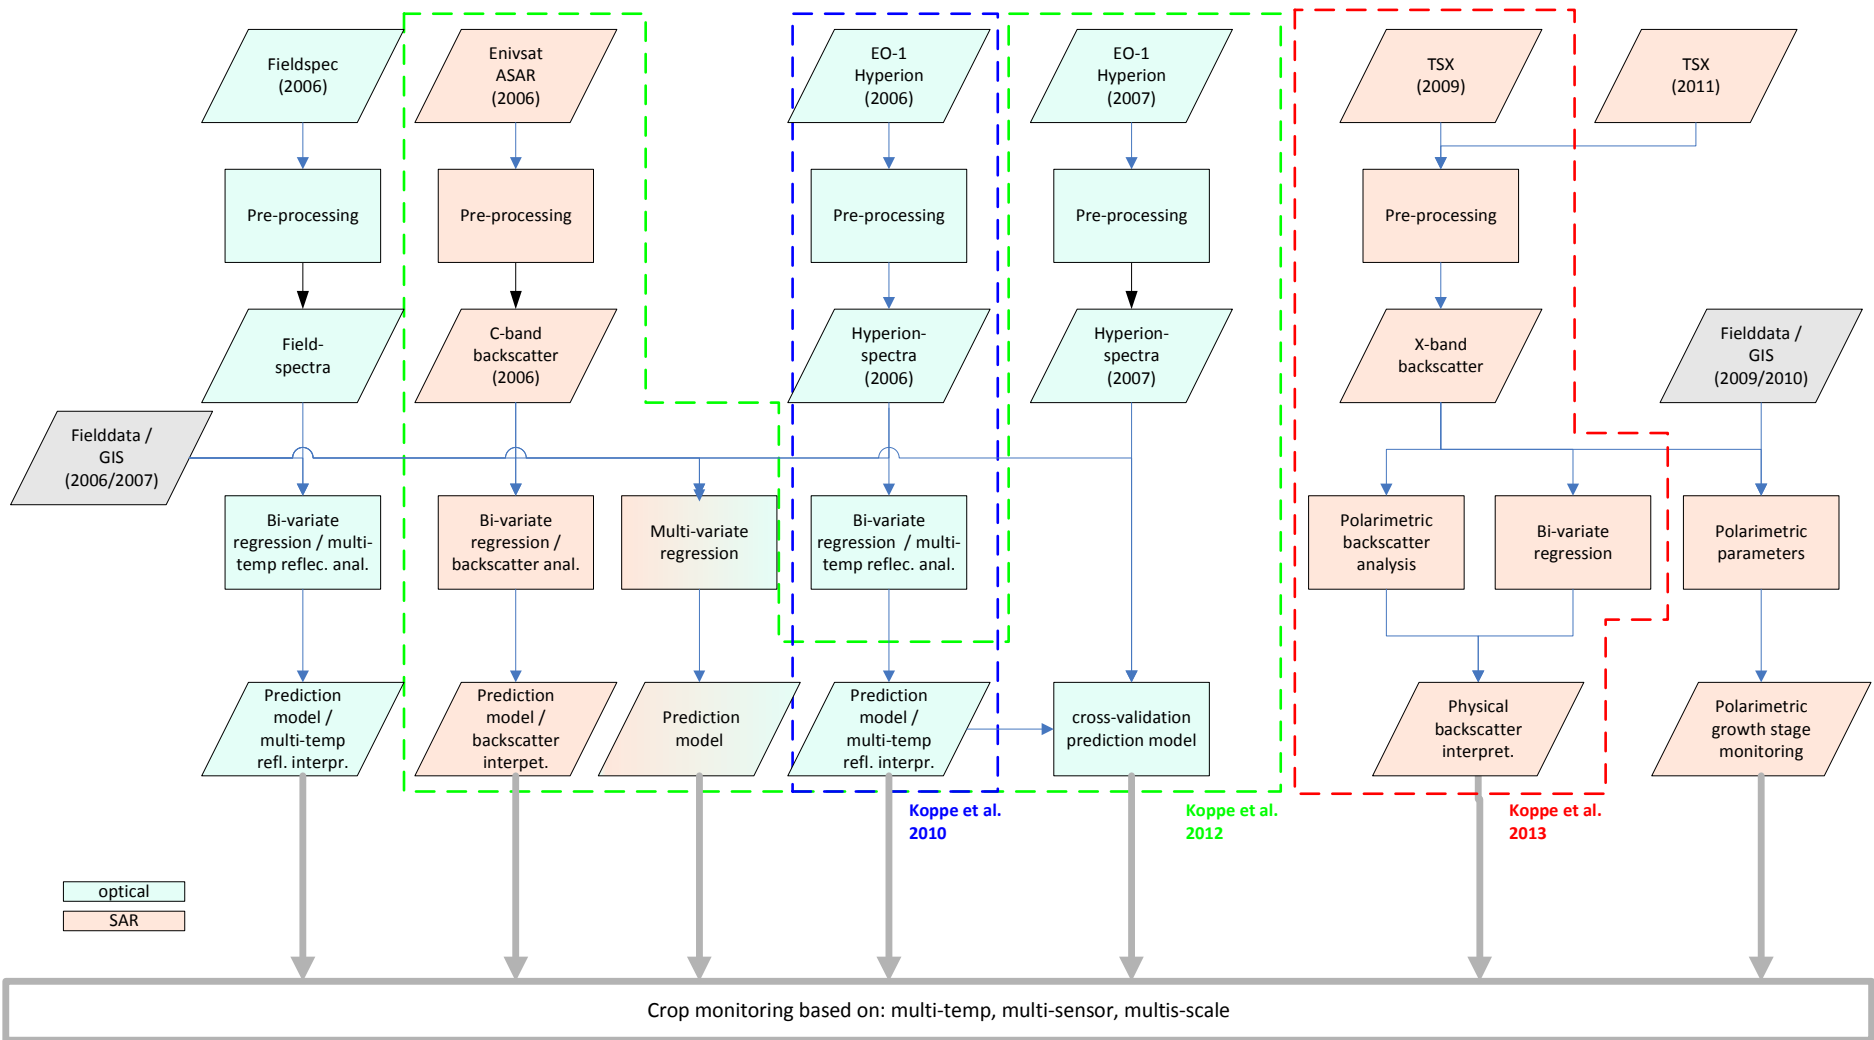 Fieldspec
(2006)
Enivsat
ASAR
(2006)
EO-1
Hyperion
(2006)
EO-1
Hyperion
(2007)
TSX
(2009)
TSX
(2011)
Pre-processing
Pre-processing
Pre-processing
Pre-processing
Pre-processing
Field-
spectra
C-band
backscatter
(2006)
Hyperion-
spectra
(2006)
Hyperion-
spectra
(2007)
X-band
backscatter
Fielddata /
GIS
(2009/2010)
Fielddata /
GIS
(2006/2007)
Bi-variate
regression / multi-
temp reflec. anal.
Bi-variate
regression /
backscatter anal.
Multi-variate
regression
Bi-variate
regression / multi-
temp reflec. anal.
Polarimetric
backscatter
analysis
Bi-variate
regression
Polarimetric
parameters
Prediction
model /
multi-temp
refl. interpr.
Prediction
model /
backscatter
interpet.
Prediction
model
Prediction
model /
multi-temp
refl. interpr.
cross-validation
prediction model
Physical
backscatter
interpret.
Polarimetric
growth stage
monitoring
Koppe et al.
2010
Koppe et al.
2012
Koppe et al.
2013
optical
SAR
Crop monitoring based on: multi-temp, multi-sensor, multis-scale